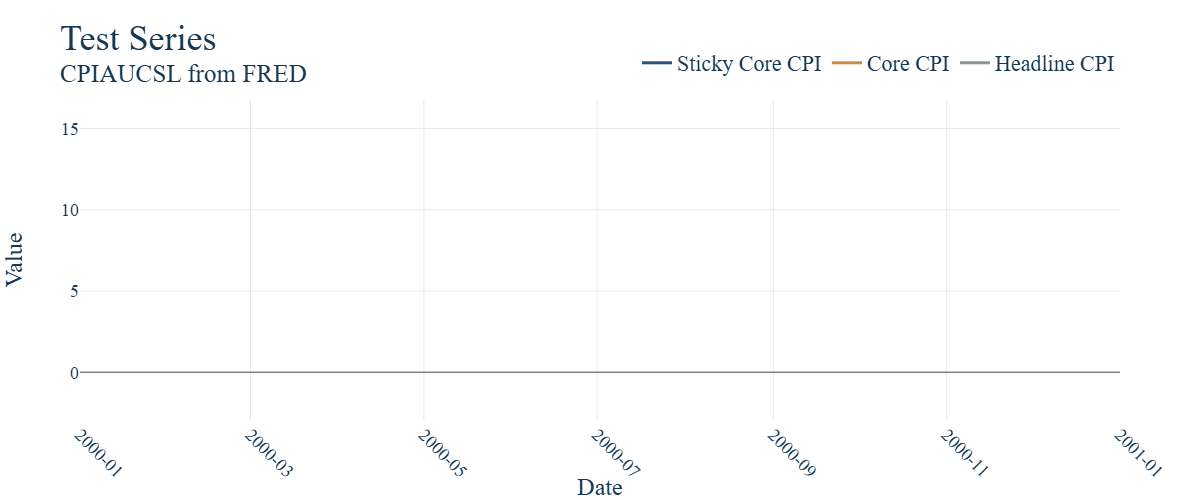 Test Series
CPIAUCSL from FRED
Sticky Core CPI Core CPI Headline CPI
15
10
5
0
Value
2000-01 2000-03 2000-05 2000-07 2000-09 2000-11 2001-01
Date